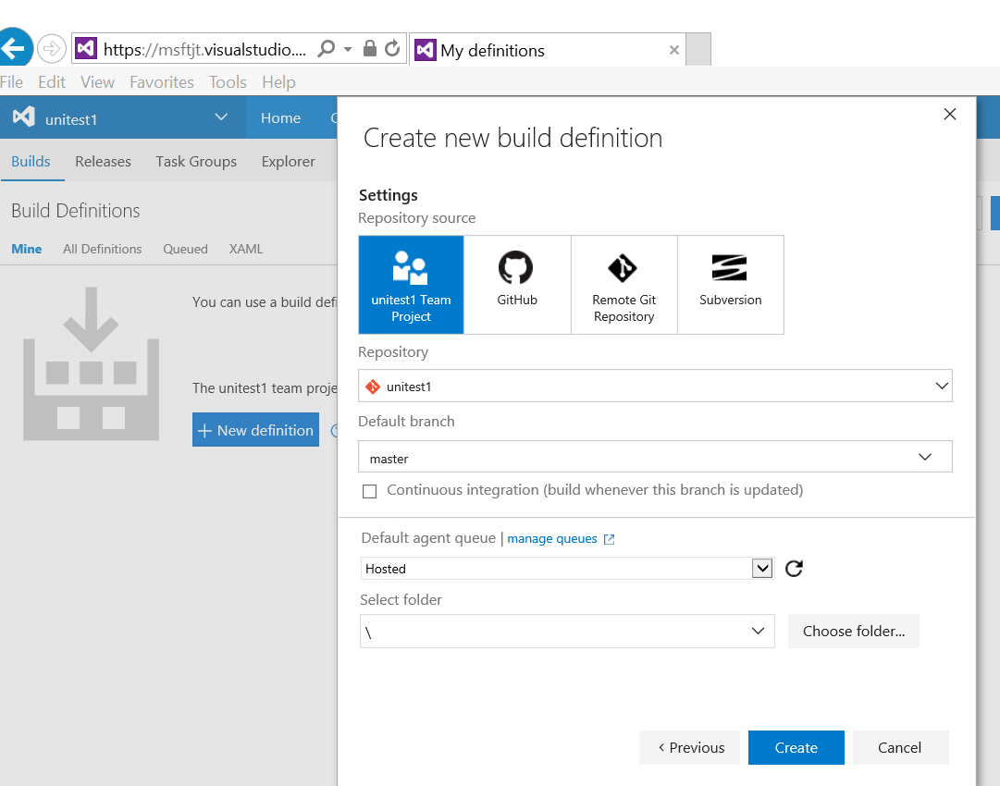 https://msftjt.visualstudio....
My definitions
File Edit View Favorites Tools Help
unitest1
Home
Builds Releases Task Groups Explorer
Build Definitions
Mine All Definitions Queued XAML
You can use a build defi
The unitest1 team proje
+ New definition
Create new build definition
Settings
Repository source
unitest1 Team
Project
GitHub
Remote Git
Repository
Subversion
Repository
unitest1
Default branch
master
Continuous integration (build whenever this branch is updated)
Default agent queue | manage queues
Hosted
Select folder
\
Choose folder...
< Previous
Create
Cancel